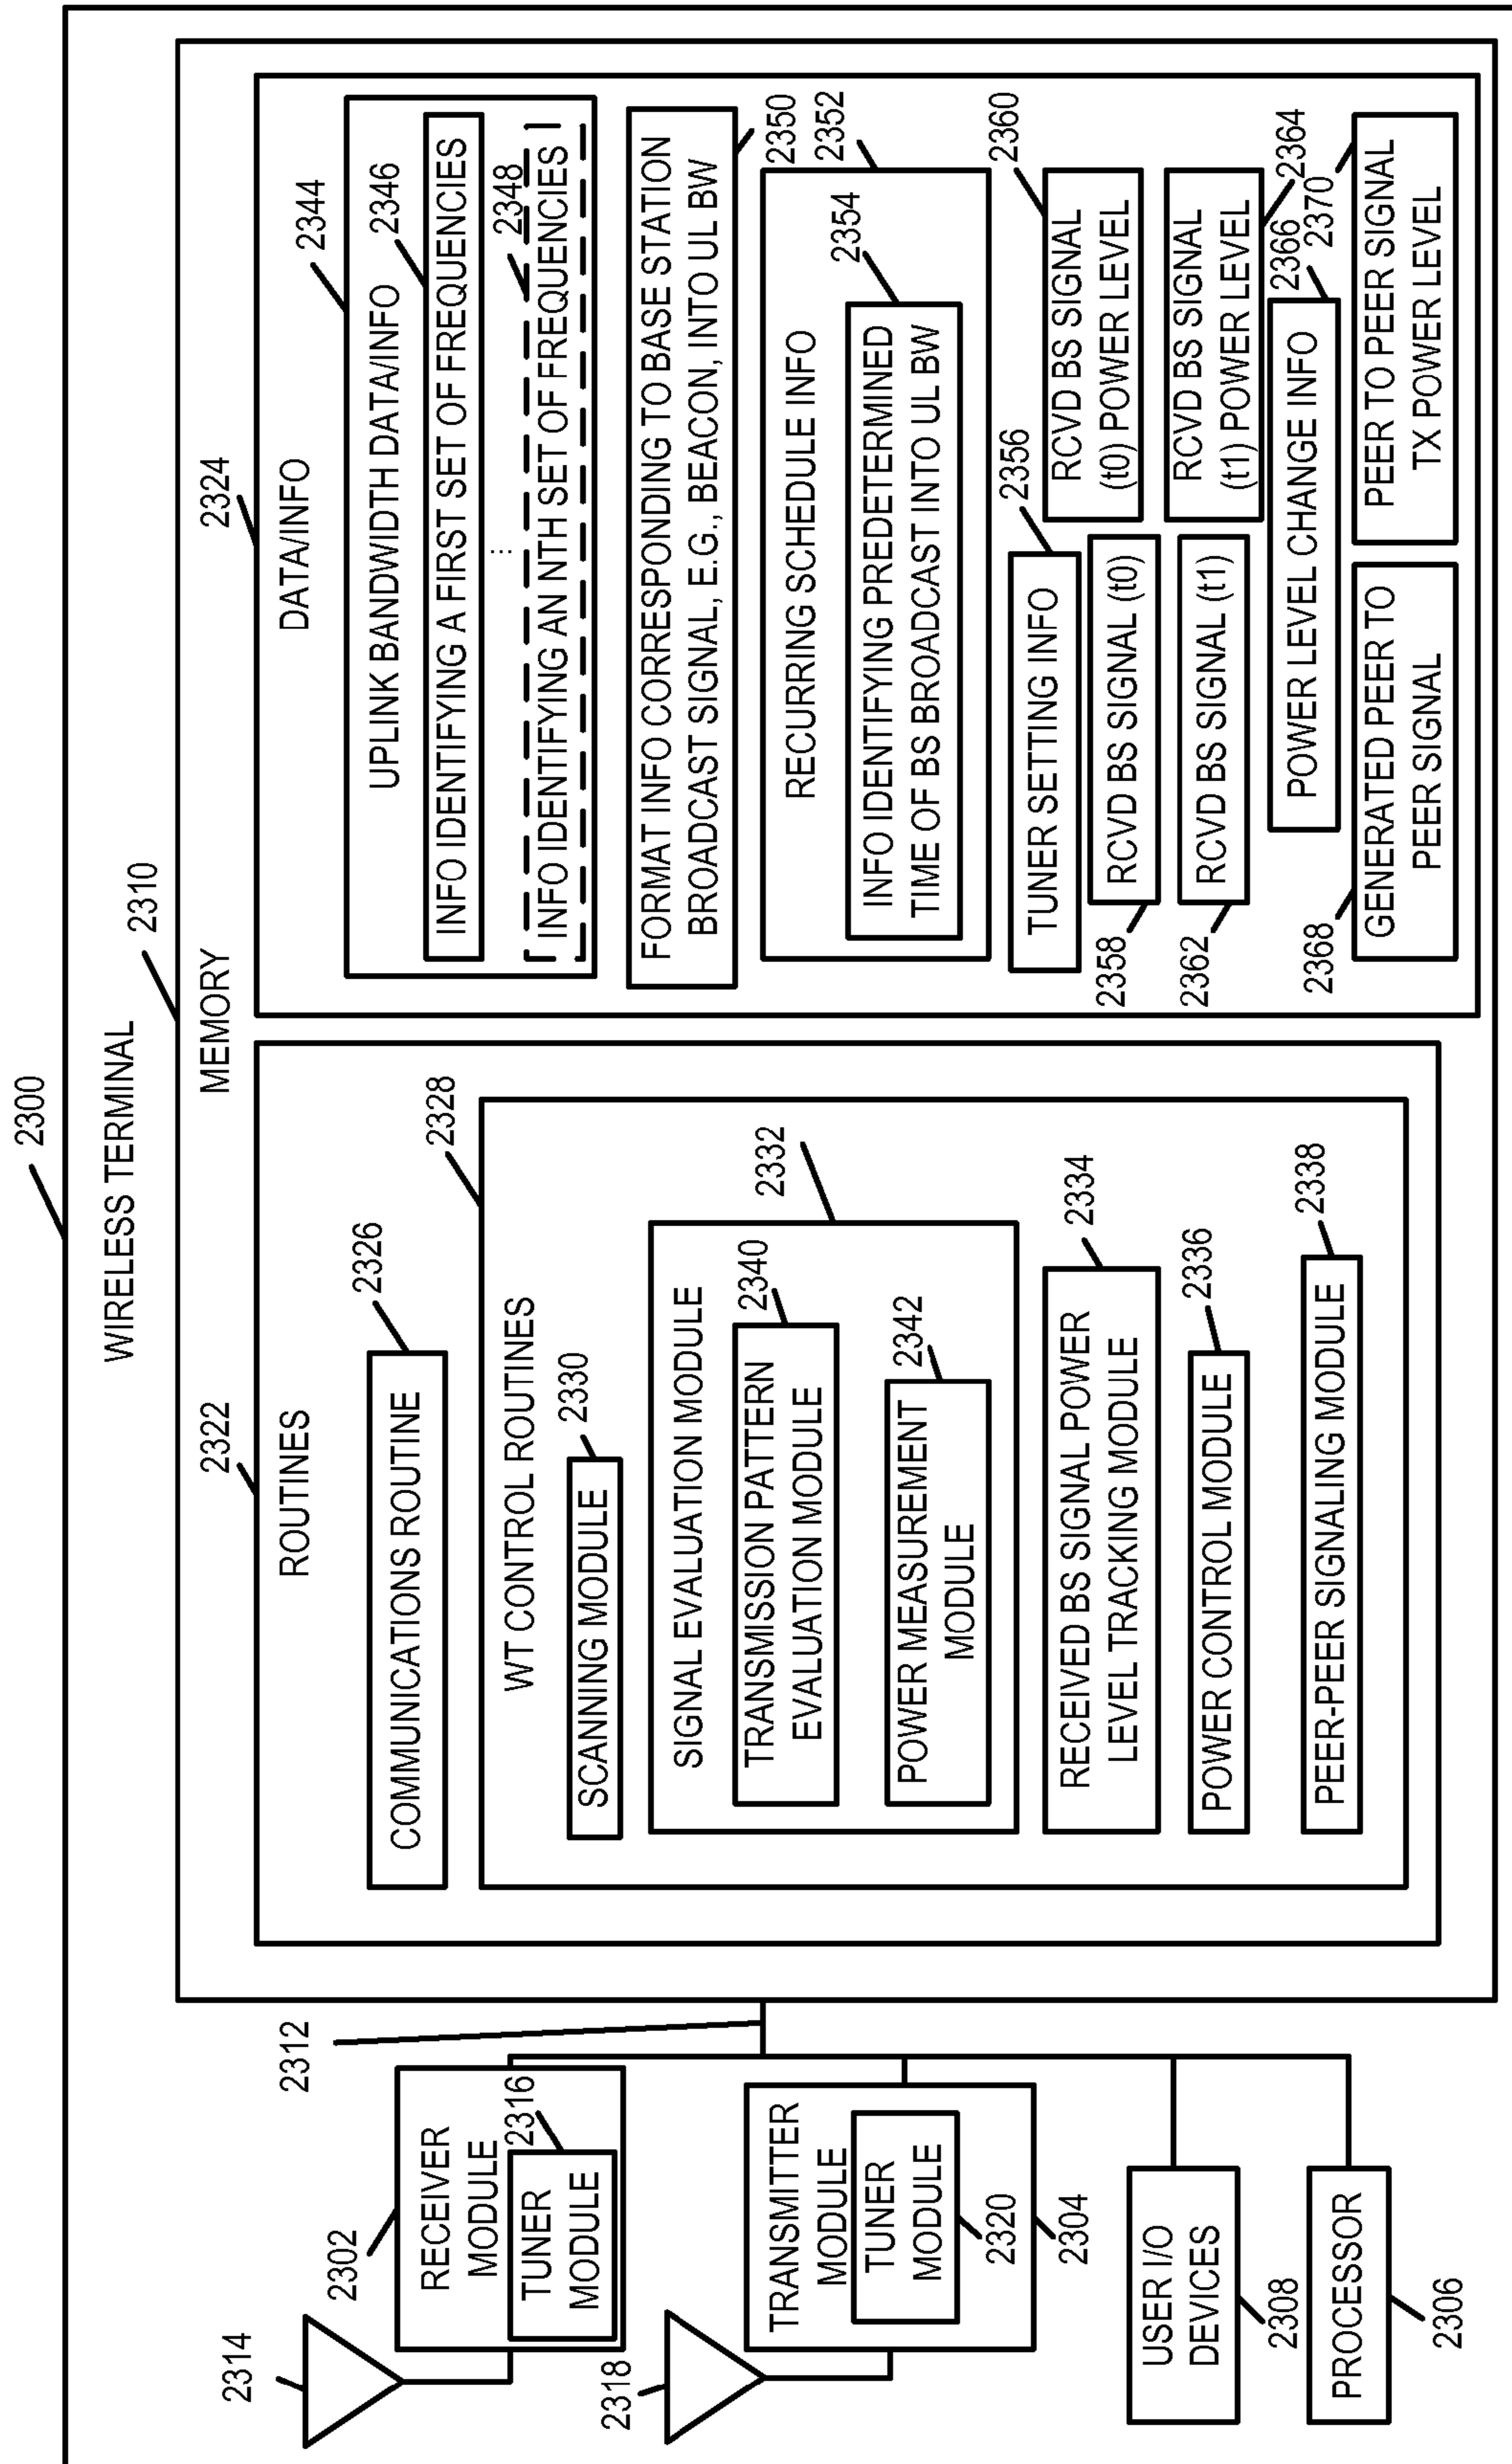 2300
WIRELESS TERMINAL
2314
2302
RECEIVER
MODULE
2316
TUNER
MODULE
2318
TRANSMITTER
MODULE
TUNER
MODULE
2320
2304
USER I/O
DEVICES
2308
PROCESSOR
2306
2312
2310
MEMORY
2322
ROUTINES
2326
COMMUNICATIONS ROUTINE
2328
WT CONTROL ROUTINES
2330
SCANNING MODULE
2332
SIGNAL EVALUATION MODULE
2340
TRANSMISSION PATTERN
EVALUATION MODULE
2342
POWER MEASUREMENT
MODULE
2334
RECEIVED BS SIGNAL POWER
LEVEL TRACKING MODULE
2336
POWER CONTROL MODULE
2338
PEER-PEER SIGNALING MODULE
2324
DATA/INFO
2344
UPLINK BANDWIDTH DATA/INFO
2346
INFO IDENTIFYING A FIRST SET OF FREQUENCIES
...
2348
INFO IDENTIFYING AN NTH SET OF FREQUENCIES
FORMAT INFO CORRESPONDING TO BASE STATION
BROADCAST SIGNAL, E.G., BEACON, INTO UL BW
2350
2352
RECURRING SCHEDULE INFO
2354
INFO IDENTIFYING PREDETERMINED
TIME OF BS BROADCAST INTO UL BW
2356
TUNER SETTING INFO
2360
RCVD BS SIGNAL
(t0) POWER LEVEL
RCVD BS SIGNAL (t0)
2358
RCVD BS SIGNAL
(t1) POWER LEVEL
2364
RCVD BS SIGNAL (t1)
2362
2366
POWER LEVEL CHANGE INFO
2368
GENERATED PEER TO
PEER SIGNAL
2370
PEER TO PEER SIGNAL
TX POWER LEVEL